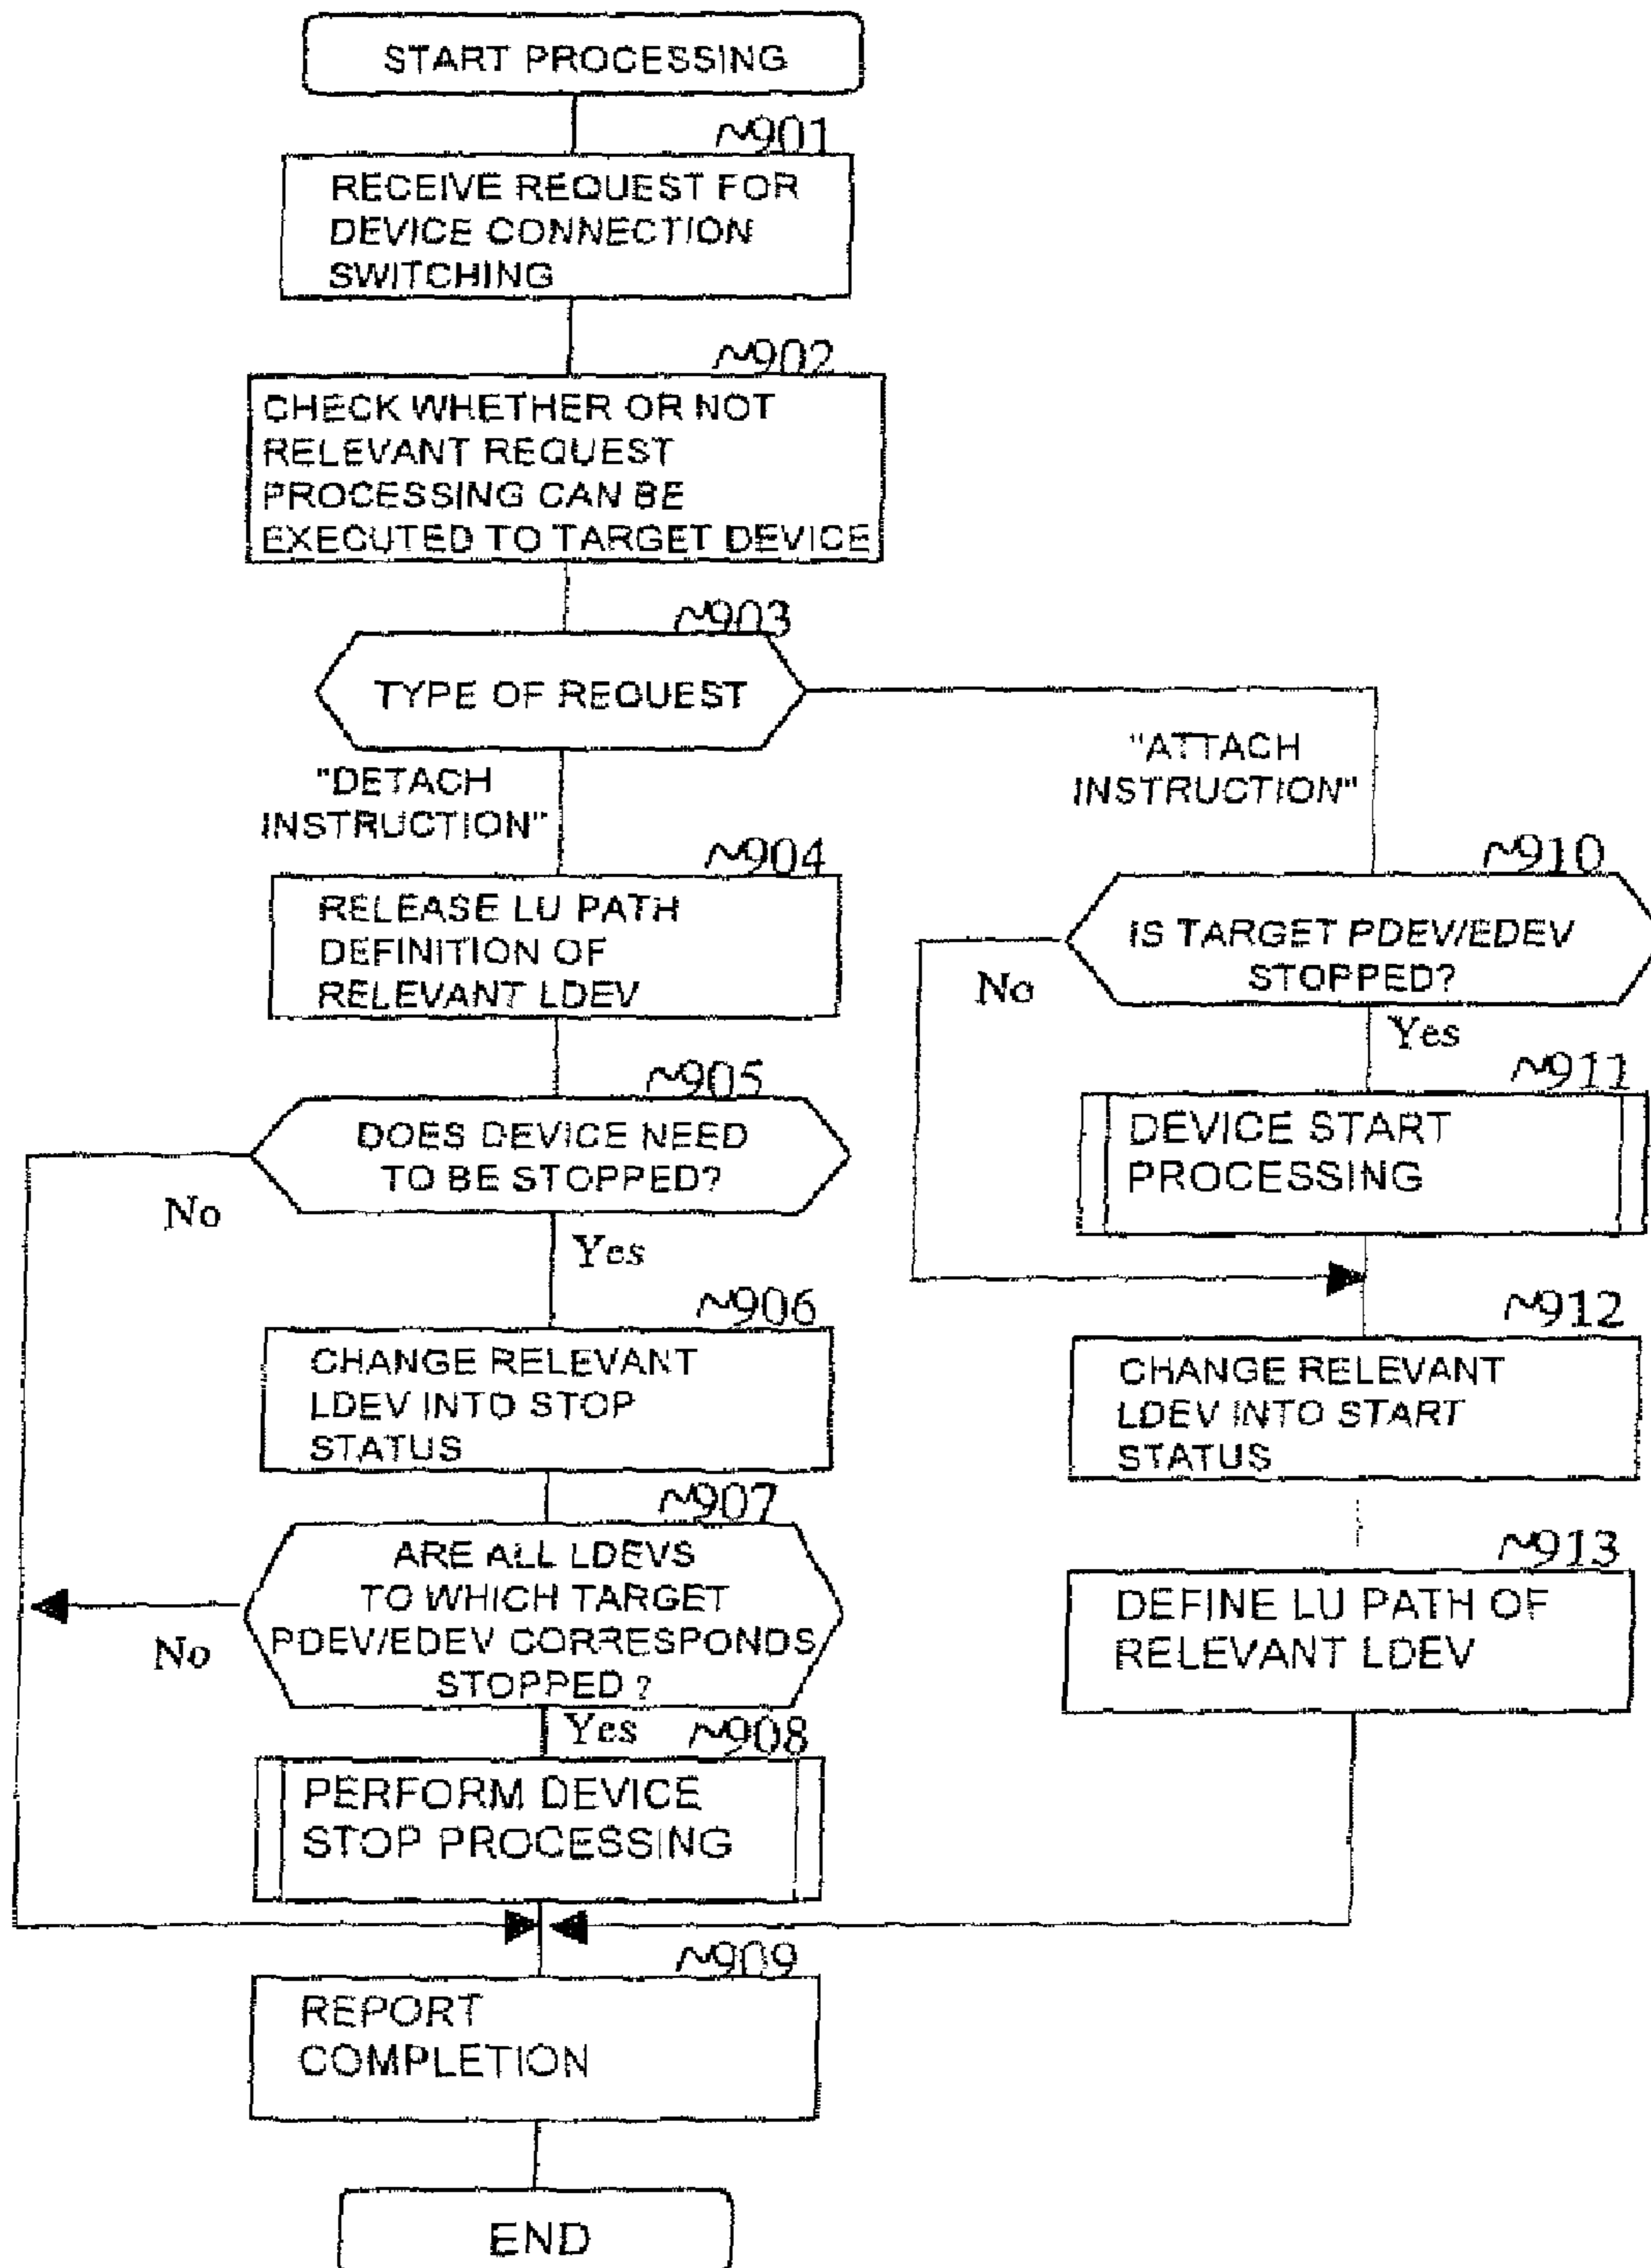 START PROCESSING
~901
RECEIVE REQUEST FOR
DEVICE CONNECTION
SWITCHING
~902
CHECK WHETHER OR NOT
RELEVANT REQUEST
PROCESSING CAN BE
EXECUTED TO TARGET DEVICE
~903
TYPE OF REQUEST
"DETACH
INSTRUCTION"
~904
RELEASE LU PATH
DEFINITION OF
RELEVANT LDEV
~905
DOES DEVICE NEED
TO BE STOPPED?
No
Yes
~906
CHANGE RELEVANT
LDEV INTO STOP
STATUS
~907
ARE ALL LDEVS
TO WHICH TARGET
PDEV/EDEV CORRESPONDS
STOPPED ?
No
Yes
~908
PERFORM DEVICE
STOP PROCESSING
"ATTACH
INSTRUCTION"
~910
IS TARGET PDEV/EDEV
STOPPED?
No
Yes
~911
DEVICE START
PROCESSING
~912
CHANGE RELEVANT
LDEV INTO START
STATUS
~913
DEFINE LU PATH OF
RELEVANT LDEV
~909
REPORT
COMPLETION
END